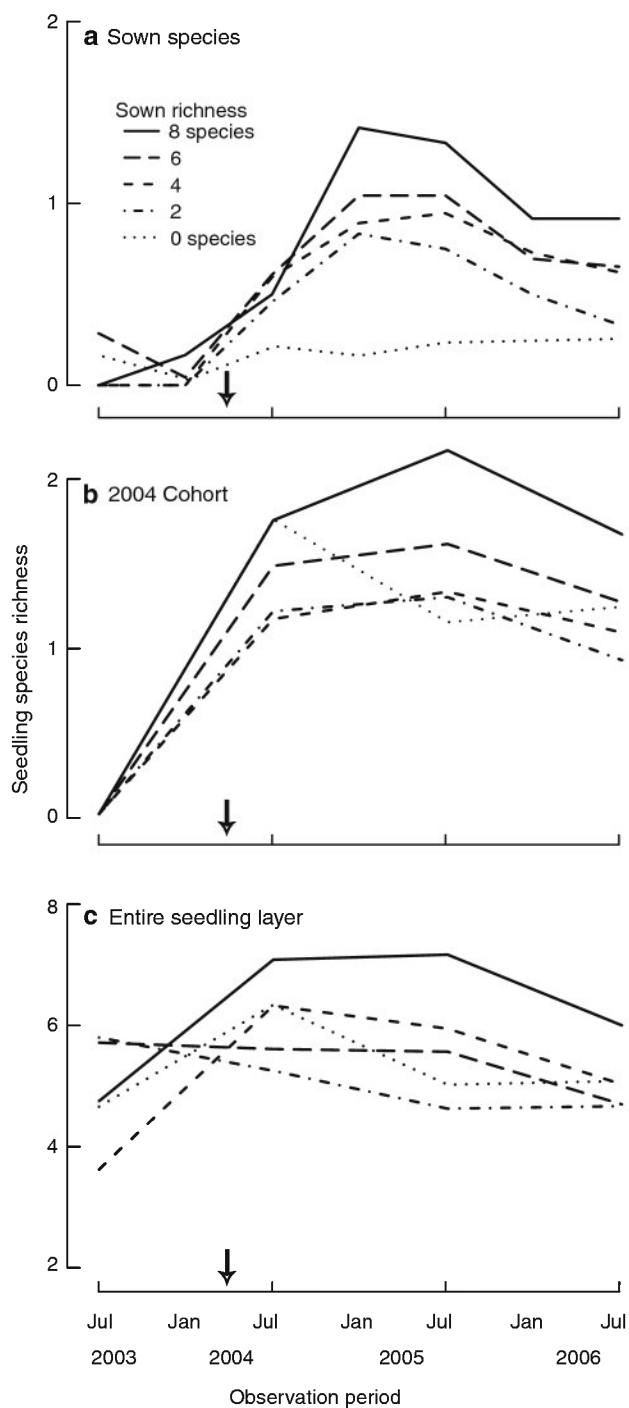 2
a Sown species
Sown richness
8 species
6
4
2
0 species
1
0
2
b 2004 Cohort
1
0
Seedling species richness
8
c Entire seedling layer
6
4
2
Jul Jan Jul Jan Jul Jan Jul
2003 2004 2005 2006
Observation period